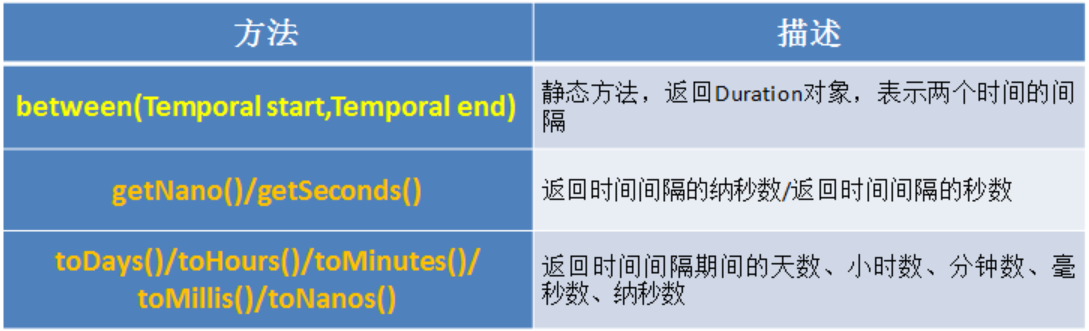 方法
描述
between(Temporal start,Temporal end)
静态方法，返回Duration对象，表示两个时间的间
隔
getNano()/getSeconds()
返回时间间隔的纳秒数/返回时间间隔的秒数
toDays()/toHours()/toMinutes()/
toMillis()/toNanos()
返回时间间隔期间的天数、小时数、分钟数、毫
秒数、纳秒数